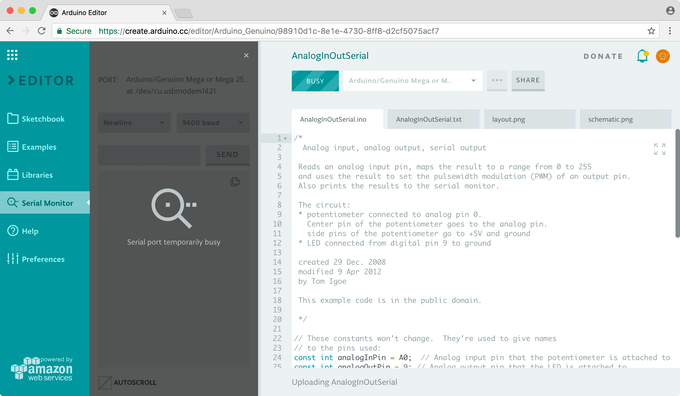 Arduino Editor
Secure https://create.arduino.cc/editor/Arduino_Genuino/98910d1c-8e1e-4730-8ff8-d2cf5075acf7
EDITOR
Sketchbook
Examples
Libraries
Serial Monitor
Help
Preferences
powered by
amazon
web services
PORT: Arduino/Genuino Mega or Mega 25...
at /dev/cu.usbmodem1421
Newline 9600 baud
SEND
Serial port temporarily busy
AUTOSCROLL
AnalogInOutSerial
DONATE
BUSY Arduino/Genuino Mega or M... SHARE
AnalogInOutSerial.ino AnalogInOutSerial.txt layout.png schematic.png
1 /*
2 Analog input, analog output, serial output
3
4 Reads an analog input pin, maps the result to a range from 0 to 255
5 and uses the result to set the pulsewidth modulation (PWM) of an output pin.
6 Also prints the results to the serial monitor.
7
8 The circuit:
9 * potentiometer connected to analog pin 0.
10 Center pin of the potentiometer goes to the analog pin.
11 side pins of the potentiometer go to +5V and ground
12 * LED connected from digital pin 9 to ground
13
14 created 29 Dec. 2008
15 modified 9 Apr 2012
16 by Tom Igoe
17
18 This example code is in the public domain.
19
20 */
21
22 // These constants won't change. They're used to give names
23 // to the pins used:
24 const int analogInPin = A0; // Analog input pin that the potentiometer is attached to
25 const int analogOutPin = 9; // Analog output pin that the LED is attached to
Uploading AnalogInOutSerial